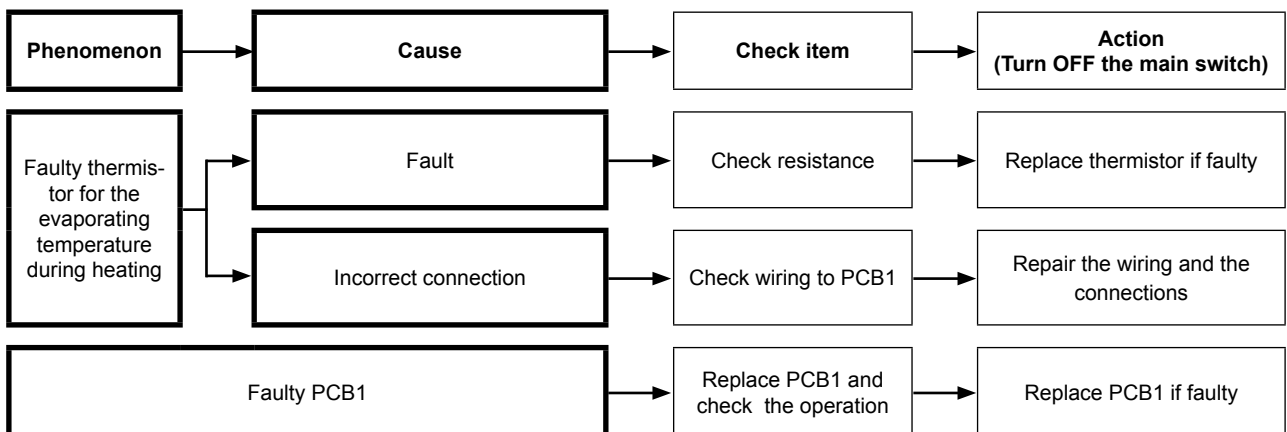 Phenomenon
Cause
Check item
Action
(Turn OFF the main switch)
Faulty thermis-
tor for the
evaporating
temperature
during heating
Fault
Check resistance
Replace thermistor if faulty
Incorrect connection
Check wiring to PCB1
Repair the wiring and the
connections
Faulty PCB1
Replace PCB1 and
check the operation
Replace PCB1 if faulty